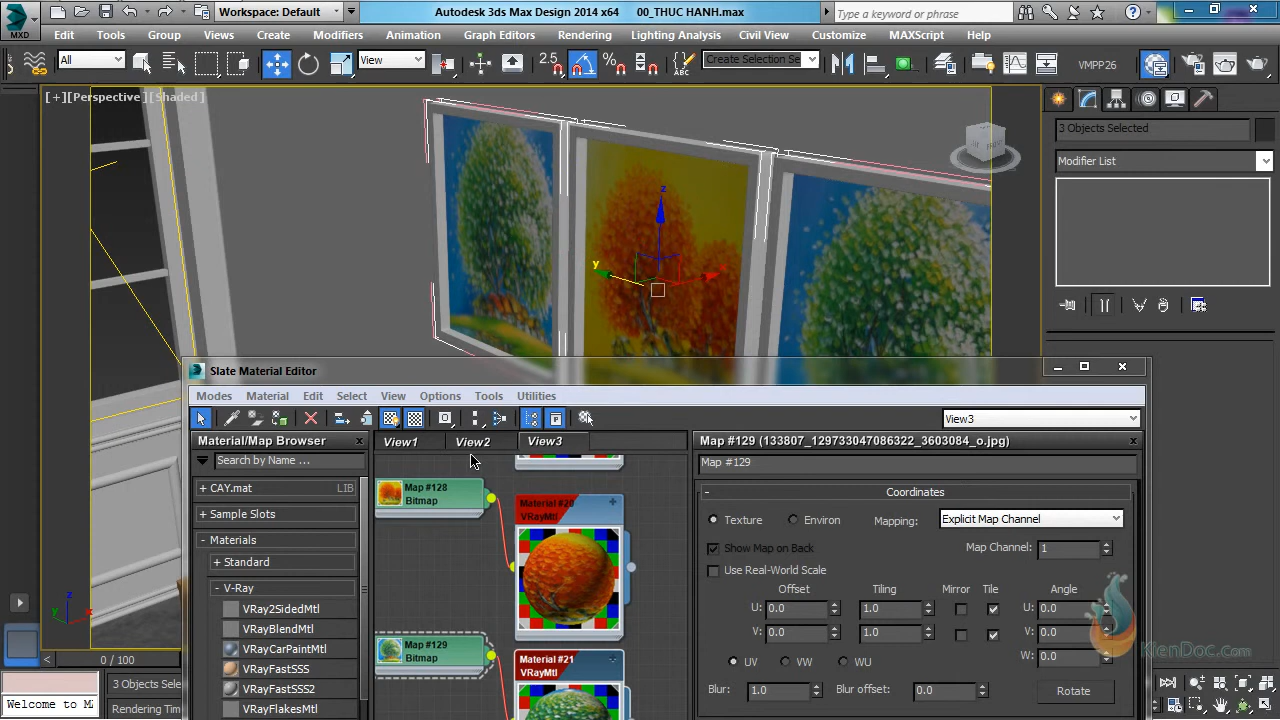 Workspace: Default
Autodesk 3ds Max Design 2014 x64
00_THUC HANH.max
Type a keyword or phrase
MXD
Edit
Tools
Group
Views
Create
Modifiers
Animation
Graph Editors
Rendering
Lighting Analysis
Civil View
Customize
MAXScript
Help
All
View
2.5
Create Selection Se
VMPP26
[+][Perspective][Shaded]
3 Objects Selected
Modifier List
z
y
x
Slate Material Editor
Modes
Material
Edit
Select
View
Options
Tools
Utilities
View3
Material/Map Browser
View1
View2
View3
Map #129 (133807_129733047086322_3603084_o.jpg)
Search by Name ...
Map #129
+ CAY.mat
LIB
+ Sample Slots
- Materials
+ Standard
- V-Ray
VRay2SidedMtl
VRayBlendMtl
VRayCarPaintMtl
VRayFastSSS
VRayFastSSS2
VRayFlakesMtl
Map #128
Bitmap
Material #20
VRayMtl
Map #129
Bitmap
Material #21
VRayMtl
- Coordinates
Texture
Environ
Mapping:
Explicit Map Channel
Show Map on Back
Map Channel: 1
Use Real-World Scale
Offset
Tiling
Mirror
Tile
Angle
U: 0.0
1.0
U: 0.0
V: 0.0
1.0
V: 0.0
W: 0.0
UV
VW
WU
Blur: 1.0
Blur offset: 0.0
Rotate
KienDoc.com
0 / 100
3 Objects Sele
Welcome to M
Rendering Tim